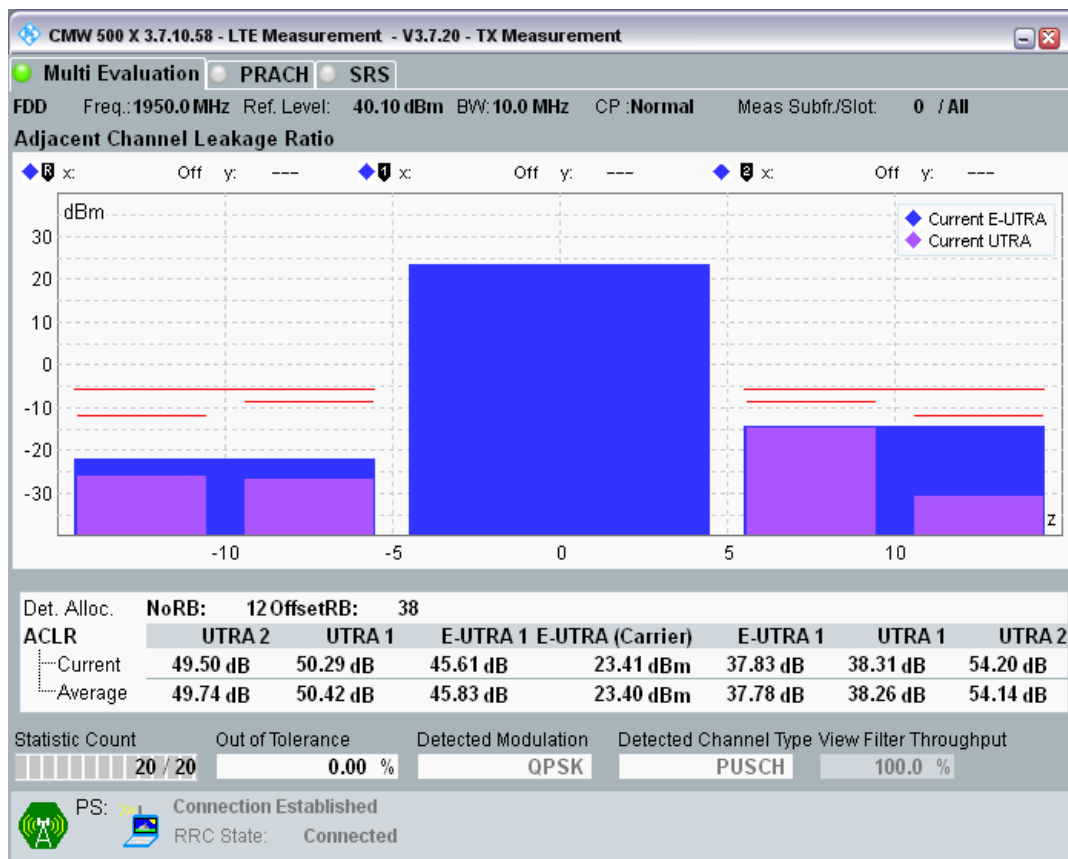 CMW 500 X 3.7.10.58 - LTE Measurement - V3.7.20 - TX Measurement
Multi Evaluation PRACH SRS
FDD Freq.:1950.0 MHz Ref. Level: 40.10 dBm BW:10.0 MHz CP :Normal Meas Subfr./Slot: 0 / All
Adjacent Channel Leakage Ratio
R x: Off y: --- 1 x: Off y: --- 2 x: Off y: ---
dBm
Current E-UTRA
Current UTRA
30
20
10
0
-10
-20
-30
z
-10 -5 0 5 10
Det. Alloc. NoRB: 12 OffsetRB: 38
ACLR UTRA 2 UTRA 1 E-UTRA 1 E-UTRA (Carrier) E-UTRA 1 UTRA 1 UTRA 2
Current 49.50 dB 50.29 dB 45.61 dB 23.41 dBm 37.83 dB 38.31 dB 54.20 dB
Average 49.74 dB 50.42 dB 45.83 dB 23.40 dBm 37.78 dB 38.26 dB 54.14 dB
Statistic Count Out of Tolerance Detected Modulation Detected Channel Type View Filter Throughput
20 / 20 0.00 % QPSK PUSCH 100.0 %
PS: Connection Established
RRC State: Connected